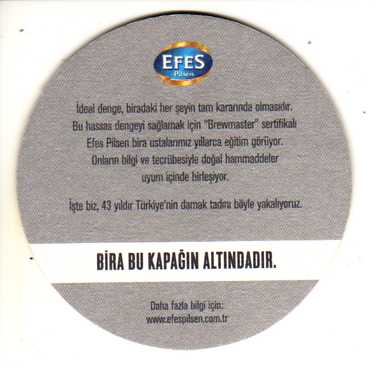 EFES
Pilsen
İdeal denge, biradaki her şeyin tam kararında olmasıdır.
Bu hassas dengeyi sağlamak için "Brewmaster" sertifikalı
Efes Pilsen bira ustalarımız yıllarca eğitim görüyor.
Onların bilgi ve tecrübesiyle doğal hammaddeler
uyum içinde birleşiyor.
İşte biz, 43 yıldır Türkiye'nin damak tadını böyle yakalıyoruz.
BİRA BU KAPAĞIN ALTINDADIR.
Daha fazla bilgi için:
www.efespilsen.com.tr